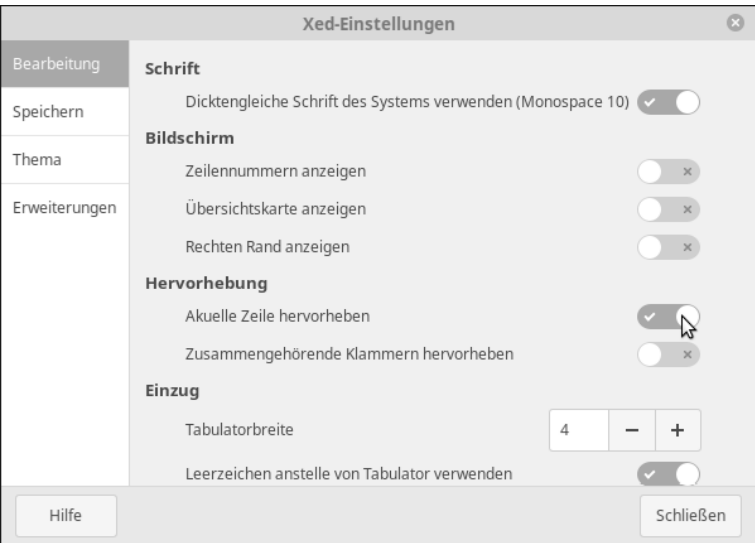 Xed-Einstellungen
Bearbeitung
Speichern
Thema
Erweiterungen
Schrift
Dicktengleiche Schrift des Systems verwenden (Monospace 10)
Bildschirm
Zeilennummern anzeigen
Übersichtskarte anzeigen
Rechten Rand anzeigen
Hervorhebung
Akuelle Zeile hervorheben
Zusammengehörende Klammern hervorheben
Einzug
Tabulatorbreite 4 − +
Leerzeichen anstelle von Tabulator verwenden
Hilfe Schließen